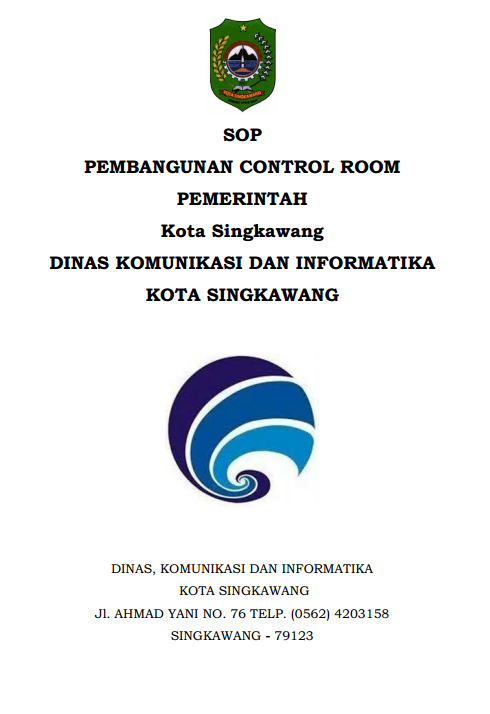 SOP
PEMBANGUNAN CONTROL ROOM
PEMERINTAH
Kota Singkawang
DINAS KOMUNIKASI DAN INFORMATIKA
KOTA SINGKAWANG
DINAS, KOMUNIKASI DAN INFORMATIKA
KOTA SINGKAWANG
Jl. AHMAD YANI NO. 76 TELP. (0562) 4203158
SINGKAWANG - 79123